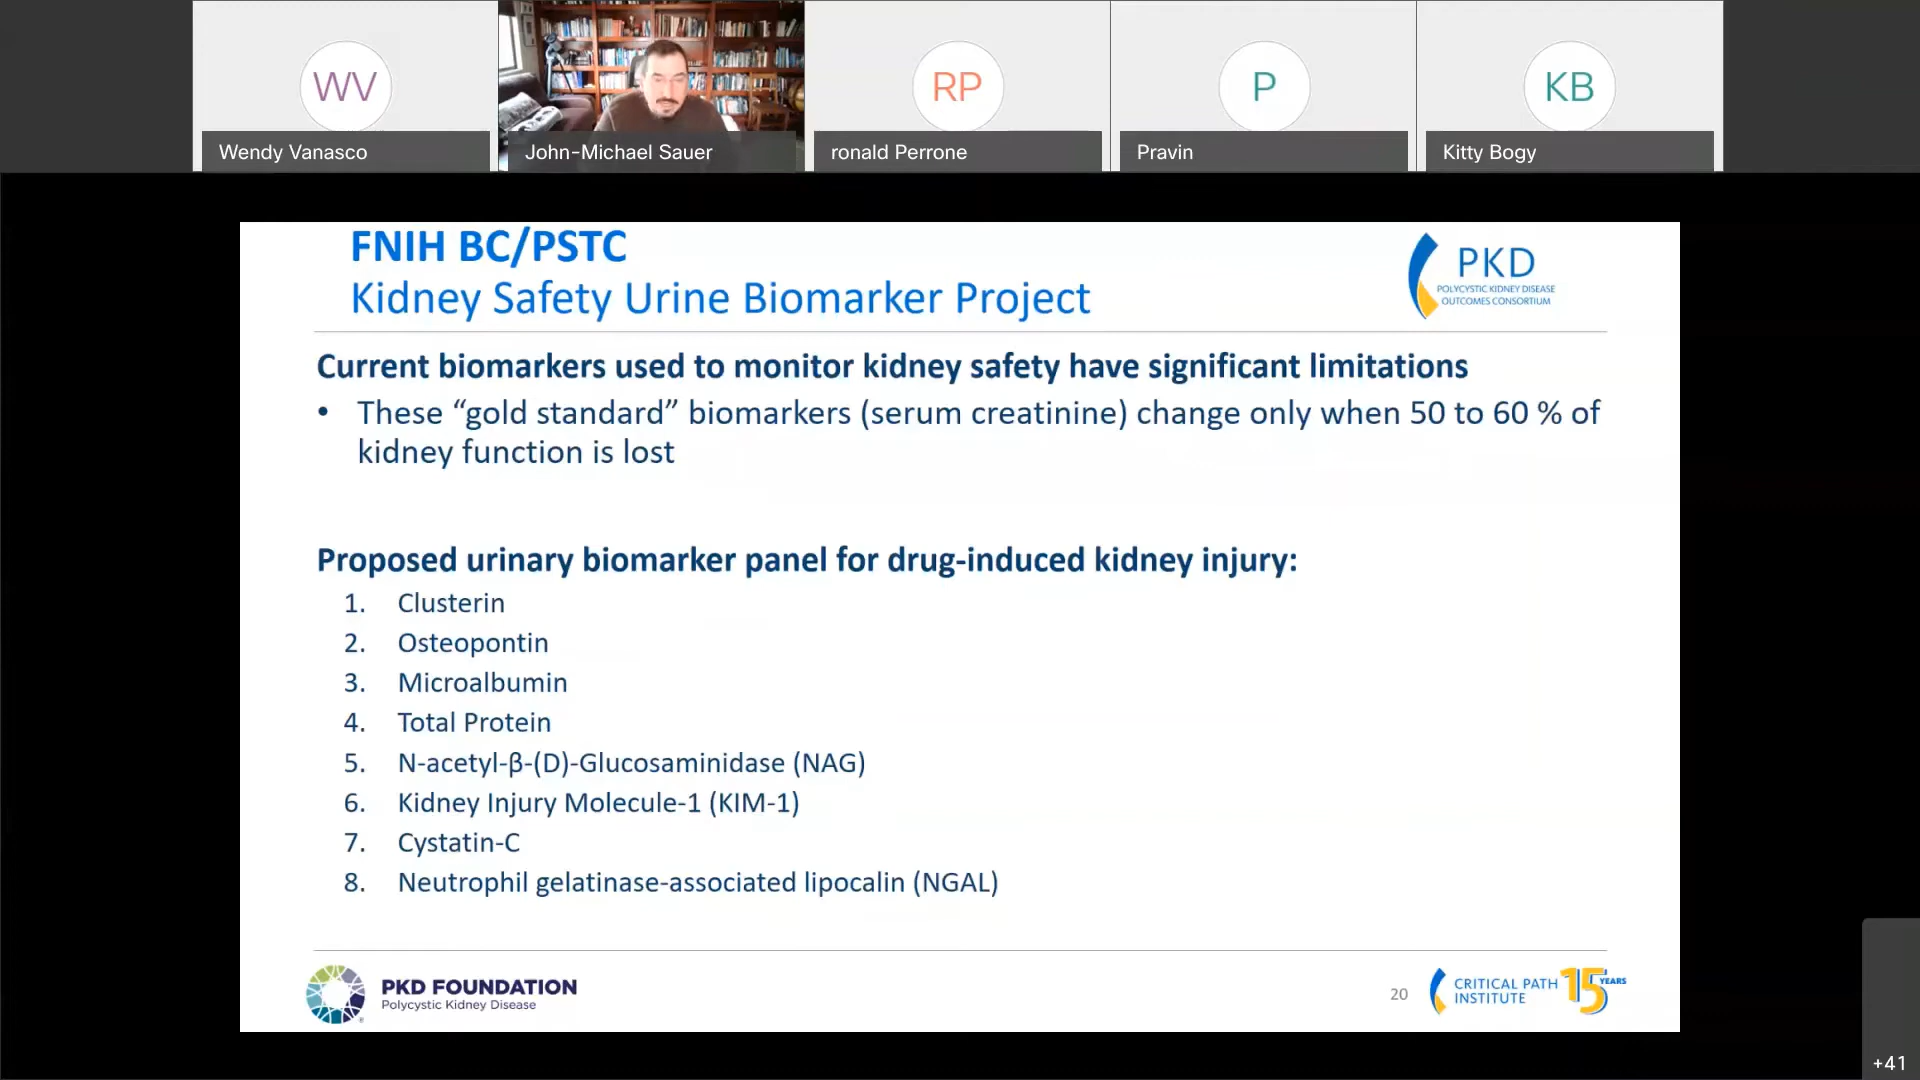 WV
RP
P
KB
Wendy Vanasco
John-Michael Sauer
ronald Perrone
Pravin
Kitty Bogy
FNIH BC/PSTC
Kidney Safety Urine Biomarker Project
PKD
POLYCYSTIC KIDNEY DISEASE
OUTCOMES CONSORTIUM
Current biomarkers used to monitor kidney safety have significant limitations
• These “gold standard” biomarkers (serum creatinine) change only when 50 to 60 % of
kidney function is lost
Proposed urinary biomarker panel for drug-induced kidney injury:
1. Clusterin
2. Osteopontin
3. Microalbumin
4. Total Protein
5. N-acetyl-β-(D)-Glucosaminidase (NAG)
6. Kidney Injury Molecule-1 (KIM-1)
7. Cystatin-C
8. Neutrophil gelatinase-associated lipocalin (NGAL)
PKD FOUNDATION
Polycystic Kidney Disease
20
CRITICAL PATH
INSTITUTE
15 YEARS
+41